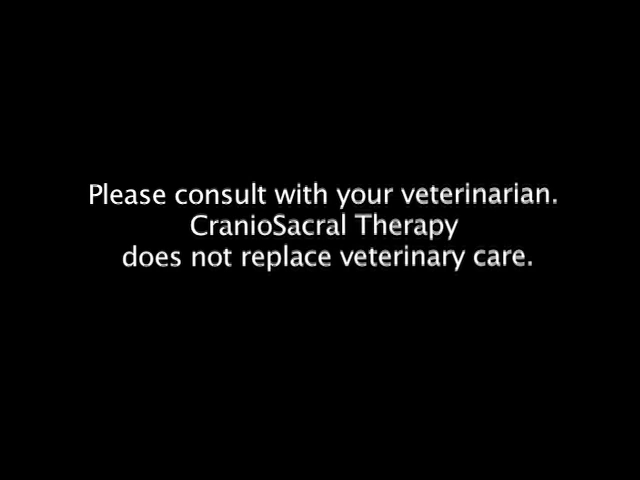 Please consult with your veterinarian.
CranioSacral Therapy
does not replace veterinary care.